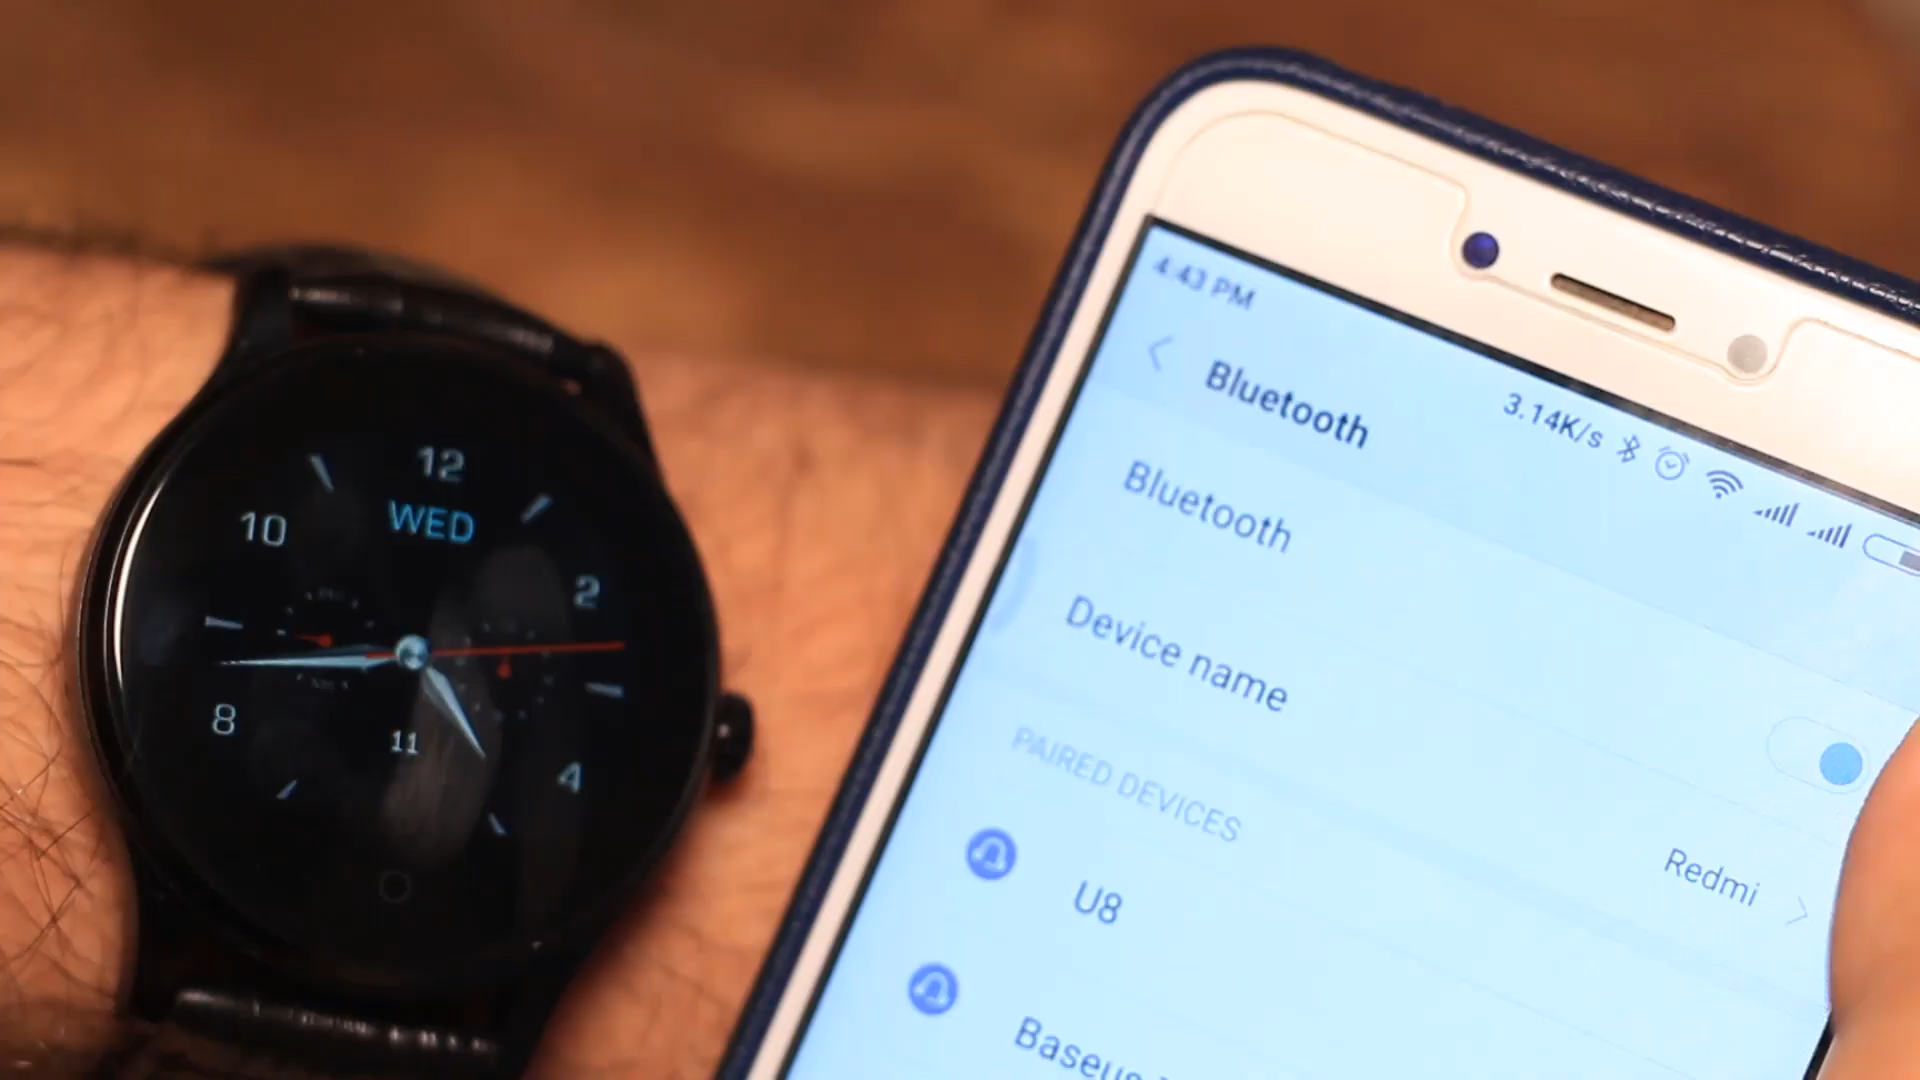 12
WED
10
2
8
11
4
4:43 PM
3.14K/s
Bluetooth
Bluetooth
Device name
Redmi
PAIRED DEVICES
U8
Baseus